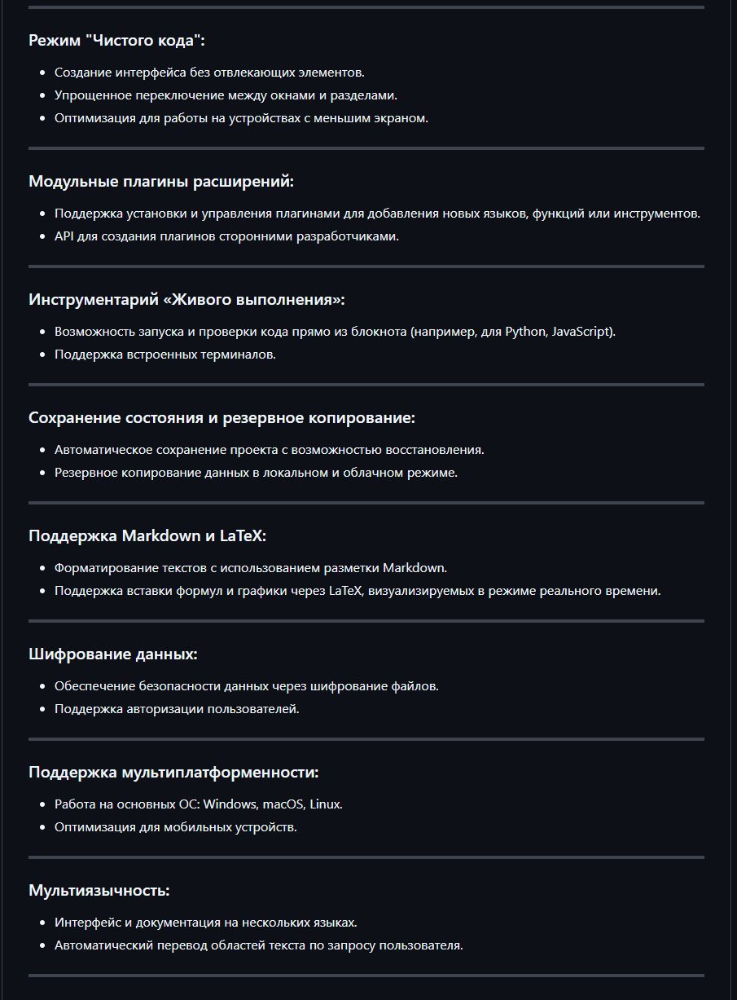 Режим "Чистого кода":
Создание интерфейса без отвлекающих элементов.
Упрощенное переключение между окнами и разделами.
Оптимизация для работы на устройствах с меньшим экраном.
Модульные плагины расширений:
Поддержка установки и управления плагинами для добавления новых языков, функций или инструментов.
API для создания плагинов сторонними разработчиками.
Инструментарий «Живого выполнения»:
Возможность запуска и проверки кода прямо из блокнота (например, для Python, JavaScript).
Поддержка встроенных терминалов.
Сохранение состояния и резервное копирование:
Автоматическое сохранение проекта с возможностью восстановления.
Резервное копирование данных в локальном и облачном режиме.
Поддержка Markdown и LaTeX:
Форматирование текстов с использованием разметки Markdown.
Поддержка вставки формул и графики через LaTeX, визуализируемых в режиме реального времени.
Шифрование данных:
Обеспечение безопасности данных через шифрование файлов.
Поддержка авторизации пользователей.
Поддержка мультиплатформенности:
Работа на основных ОС: Windows, macOS, Linux.
Оптимизация для мобильных устройств.
Мультиязычность:
Интерфейс и документация на нескольких языках.
Автоматический перевод областей текста по запросу пользователя.